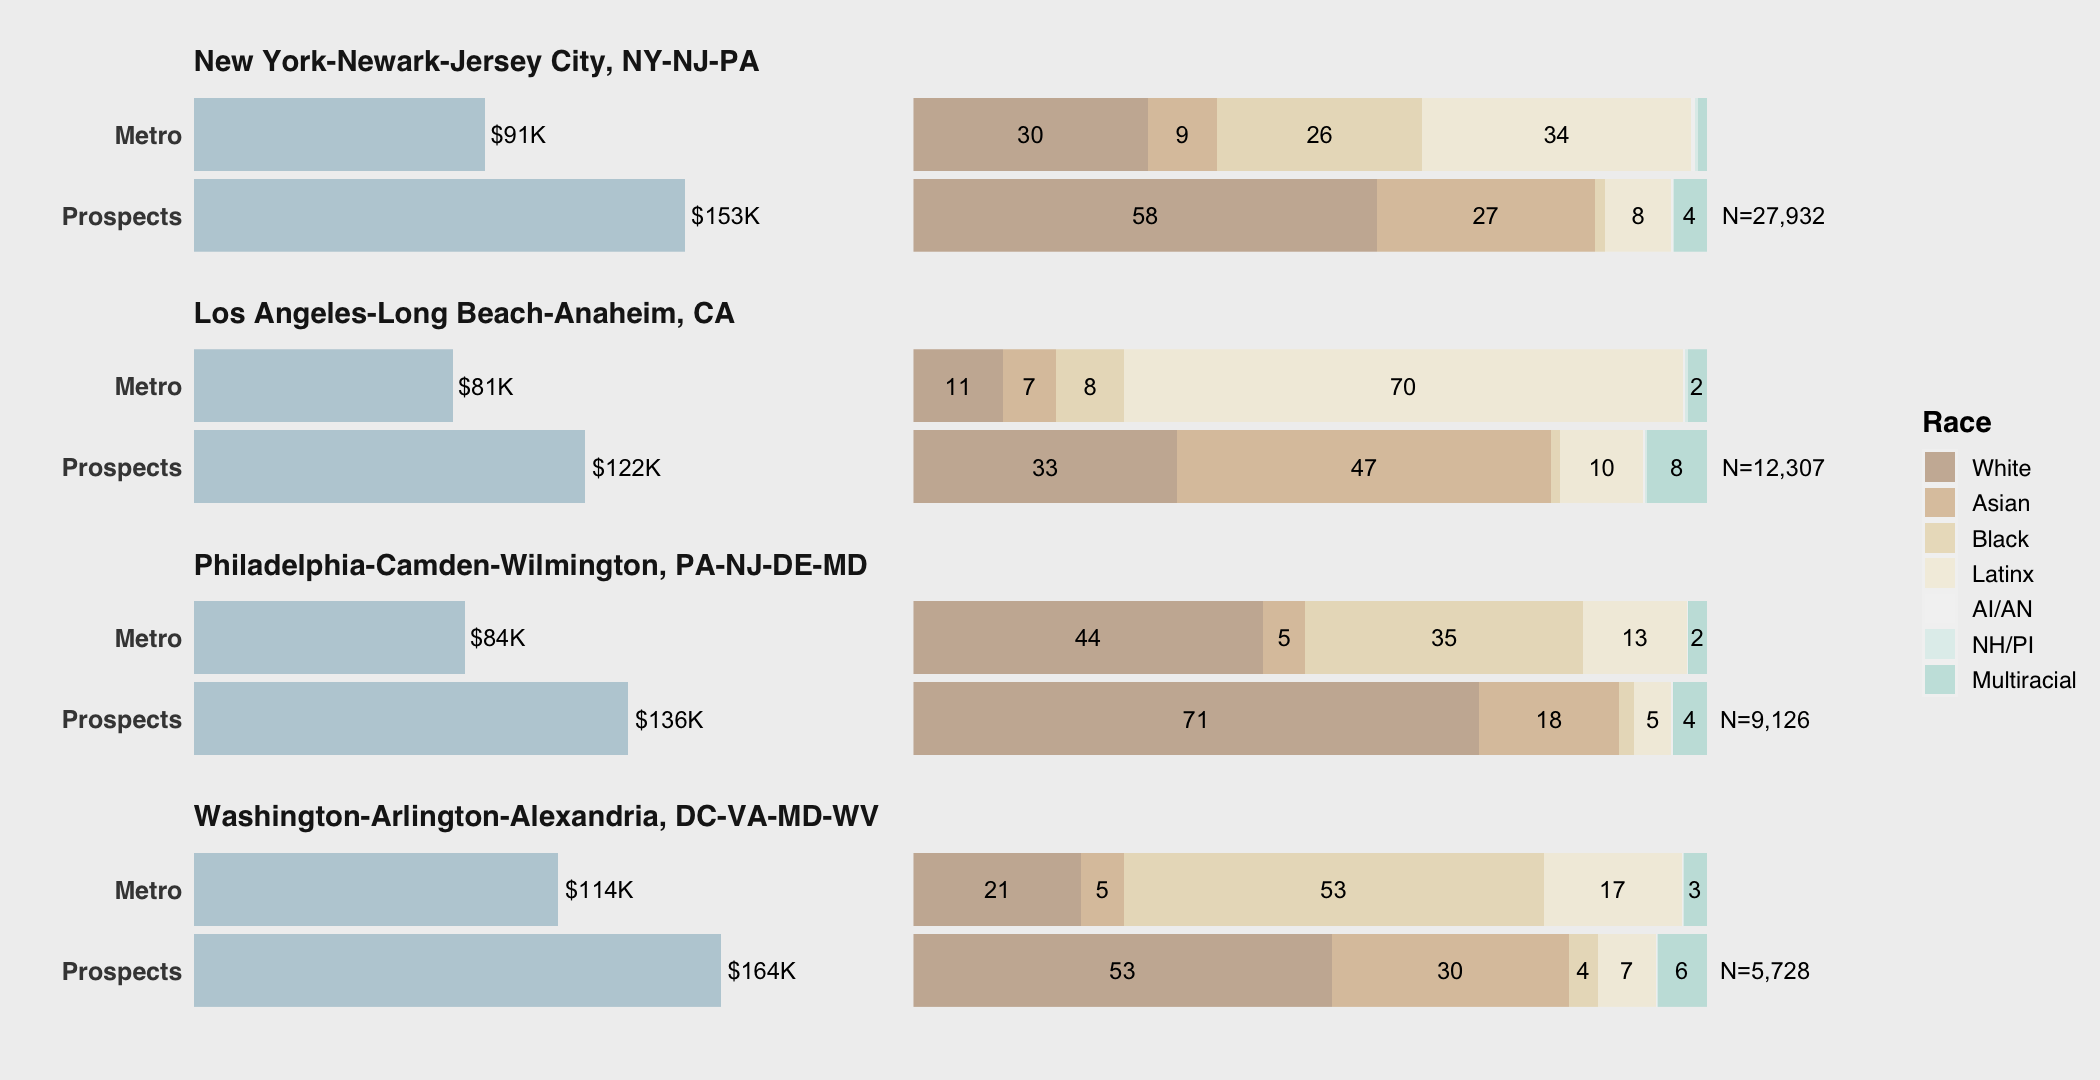 New York-Newark-Jersey City, NY-NJ-PA
Metro $91K 30 9 26 34
Prospects $153K 58 27 8 4 N=27,932
Los Angeles-Long Beach-Anaheim, CA
Metro $81K 11 7 8 70 2
Prospects $122K 33 47 10 8 N=12,307
Philadelphia-Camden-Wilmington, PA-NJ-DE-MD
Metro $84K 44 5 35 13 2
Prospects $136K 71 18 5 4 N=9,126
Washington-Arlington-Alexandria, DC-VA-MD-WV
Metro $114K 21 5 53 17 3
Prospects $164K 53 30 4 7 6 N=5,728
Race
White
Asian
Black
Latinx
AI/AN
NH/PI
Multiracial